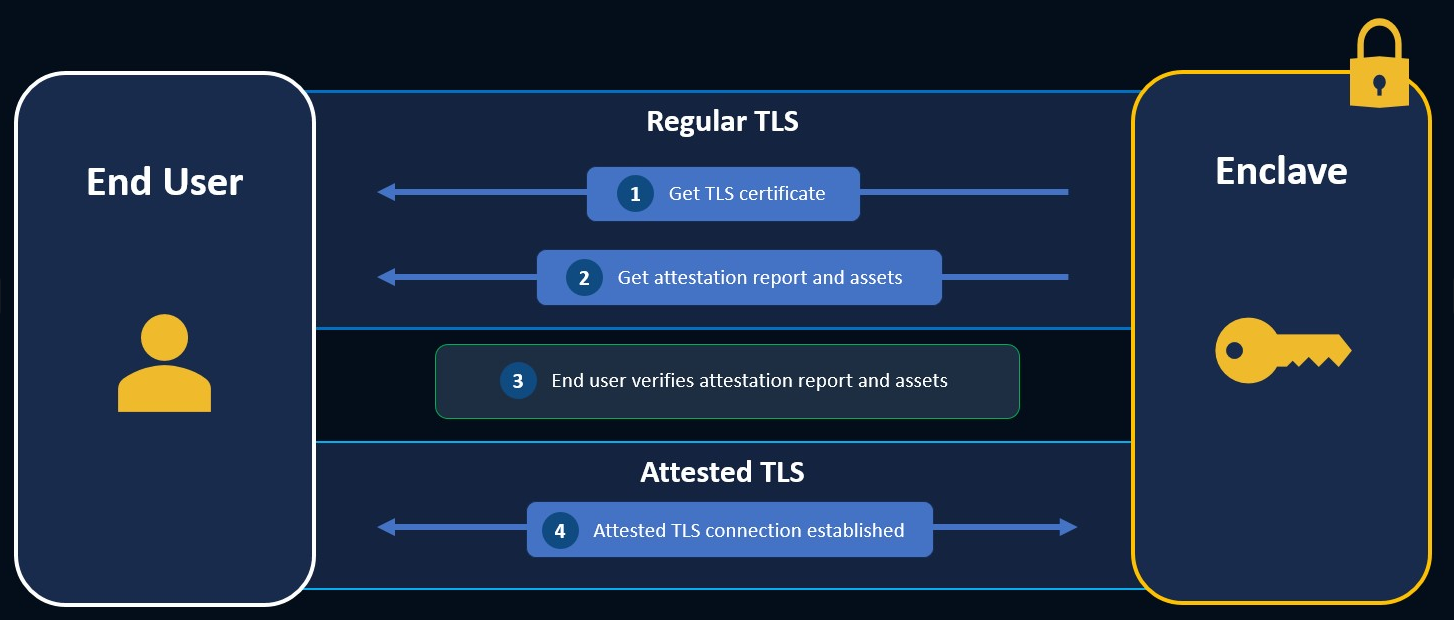 Regular TLS
End User
Enclave
1 Get TLS certificate
2 Get attestation report and assets
3 End user verifies attestation report and assets
Attested TLS
4 Attested TLS connection established